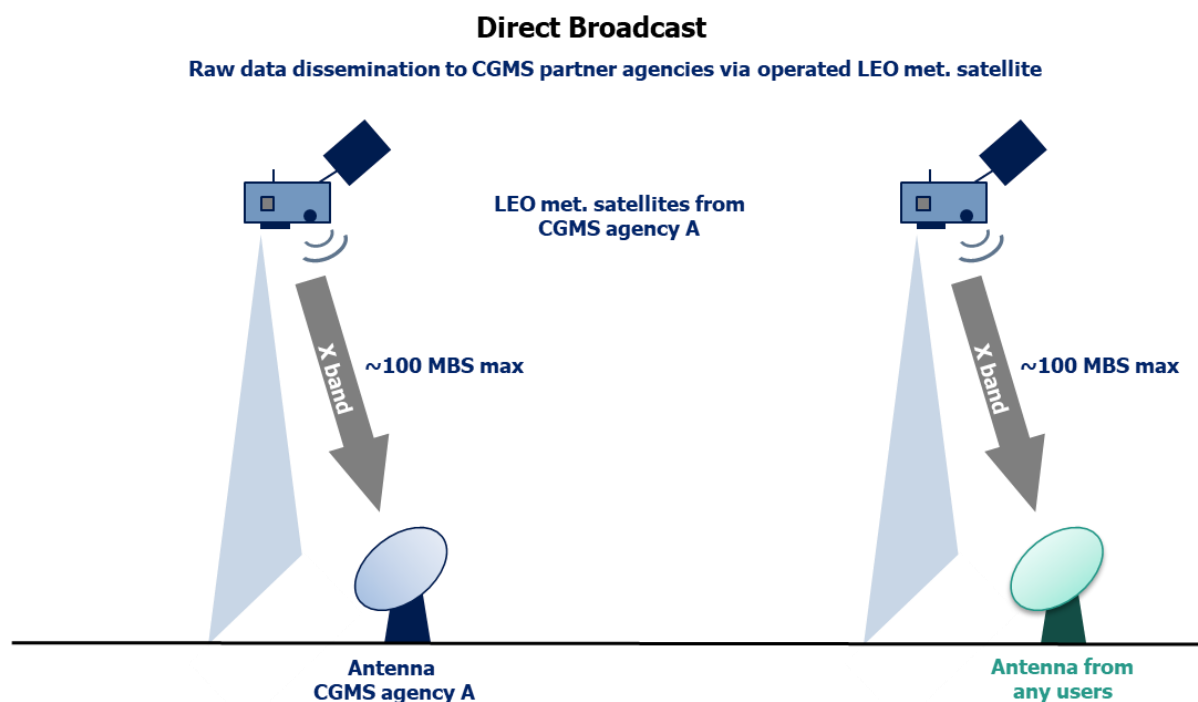 Direct Broadcast
Raw data dissemination to CGMS partner agencies via operated LEO met. satellite
LEO met. satellites from
CGMS agency A
X band
~100 MBS max
X band
~100 MBS max
Antenna
CGMS agency A
Antenna from
any users